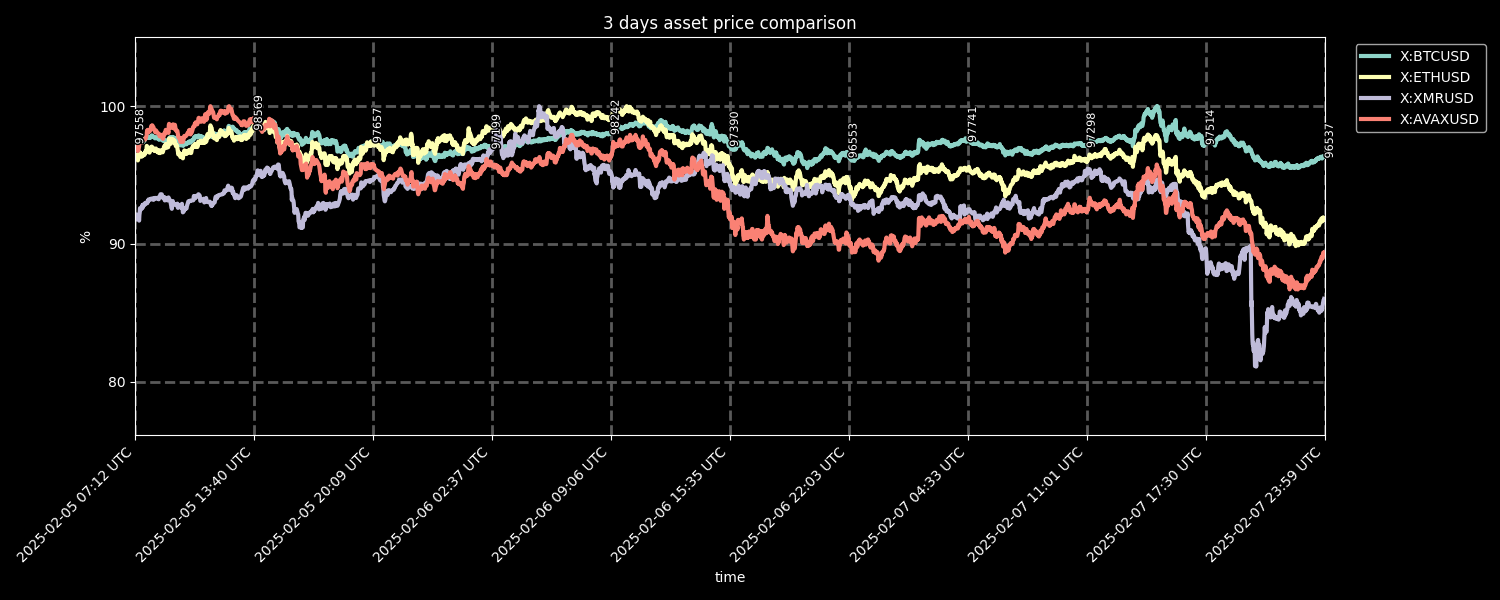 3 days asset price comparison
X:BTCUSD
X:ETHUSD
X:XMRUSD
X:AVAXUSD
100
90
80
%
97558
98569
97657
97199
98242
97390
96553
97741
97298
97514
96537
2025-02-05 07:12 UTC
2025-02-05 13:40 UTC
2025-02-05 20:09 UTC
2025-02-06 02:37 UTC
2025-02-06 09:06 UTC
2025-02-06 15:35 UTC
2025-02-06 22:03 UTC
2025-02-07 04:33 UTC
2025-02-07 11:01 UTC
2025-02-07 17:30 UTC
2025-02-07 23:59 UTC
time